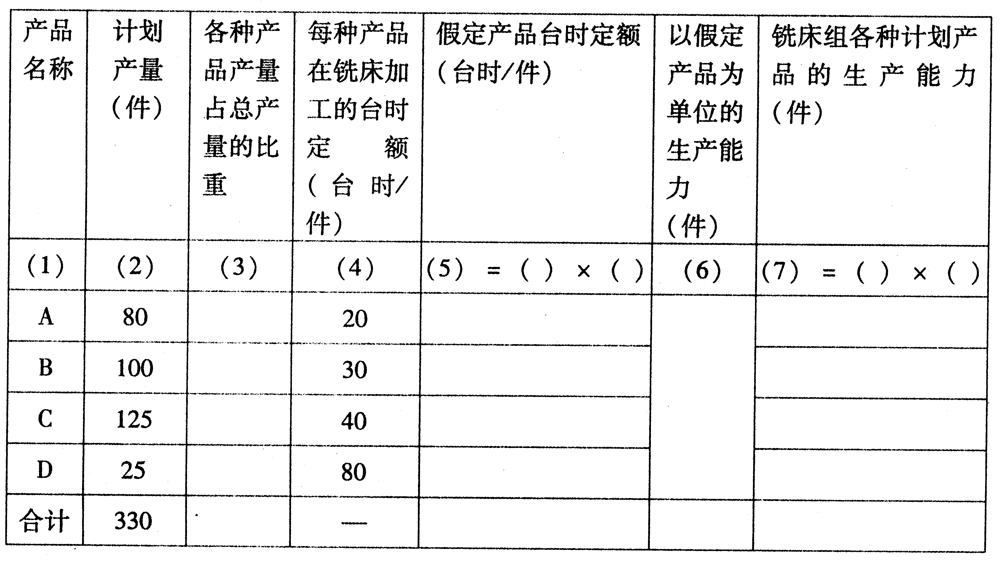 产品
名称
计划
产量
(件)
各种产
品产量
占总产
量的比
重
每种产品
在铣床加
工的台时
定 额
( 台 时/
件)
假定产品台时定额
(台时/件)
以假定
产品为
单位的
生产能
力
(件)
铣床组各种计划产
品 的 生 产 能 力
(件)
(1) (2) (3) (4) (5) = ( ) × ( ) (6) (7) = ( ) × ( )
A 80 20
B 100 30
C 125 40
D 25 80
合计 330 —